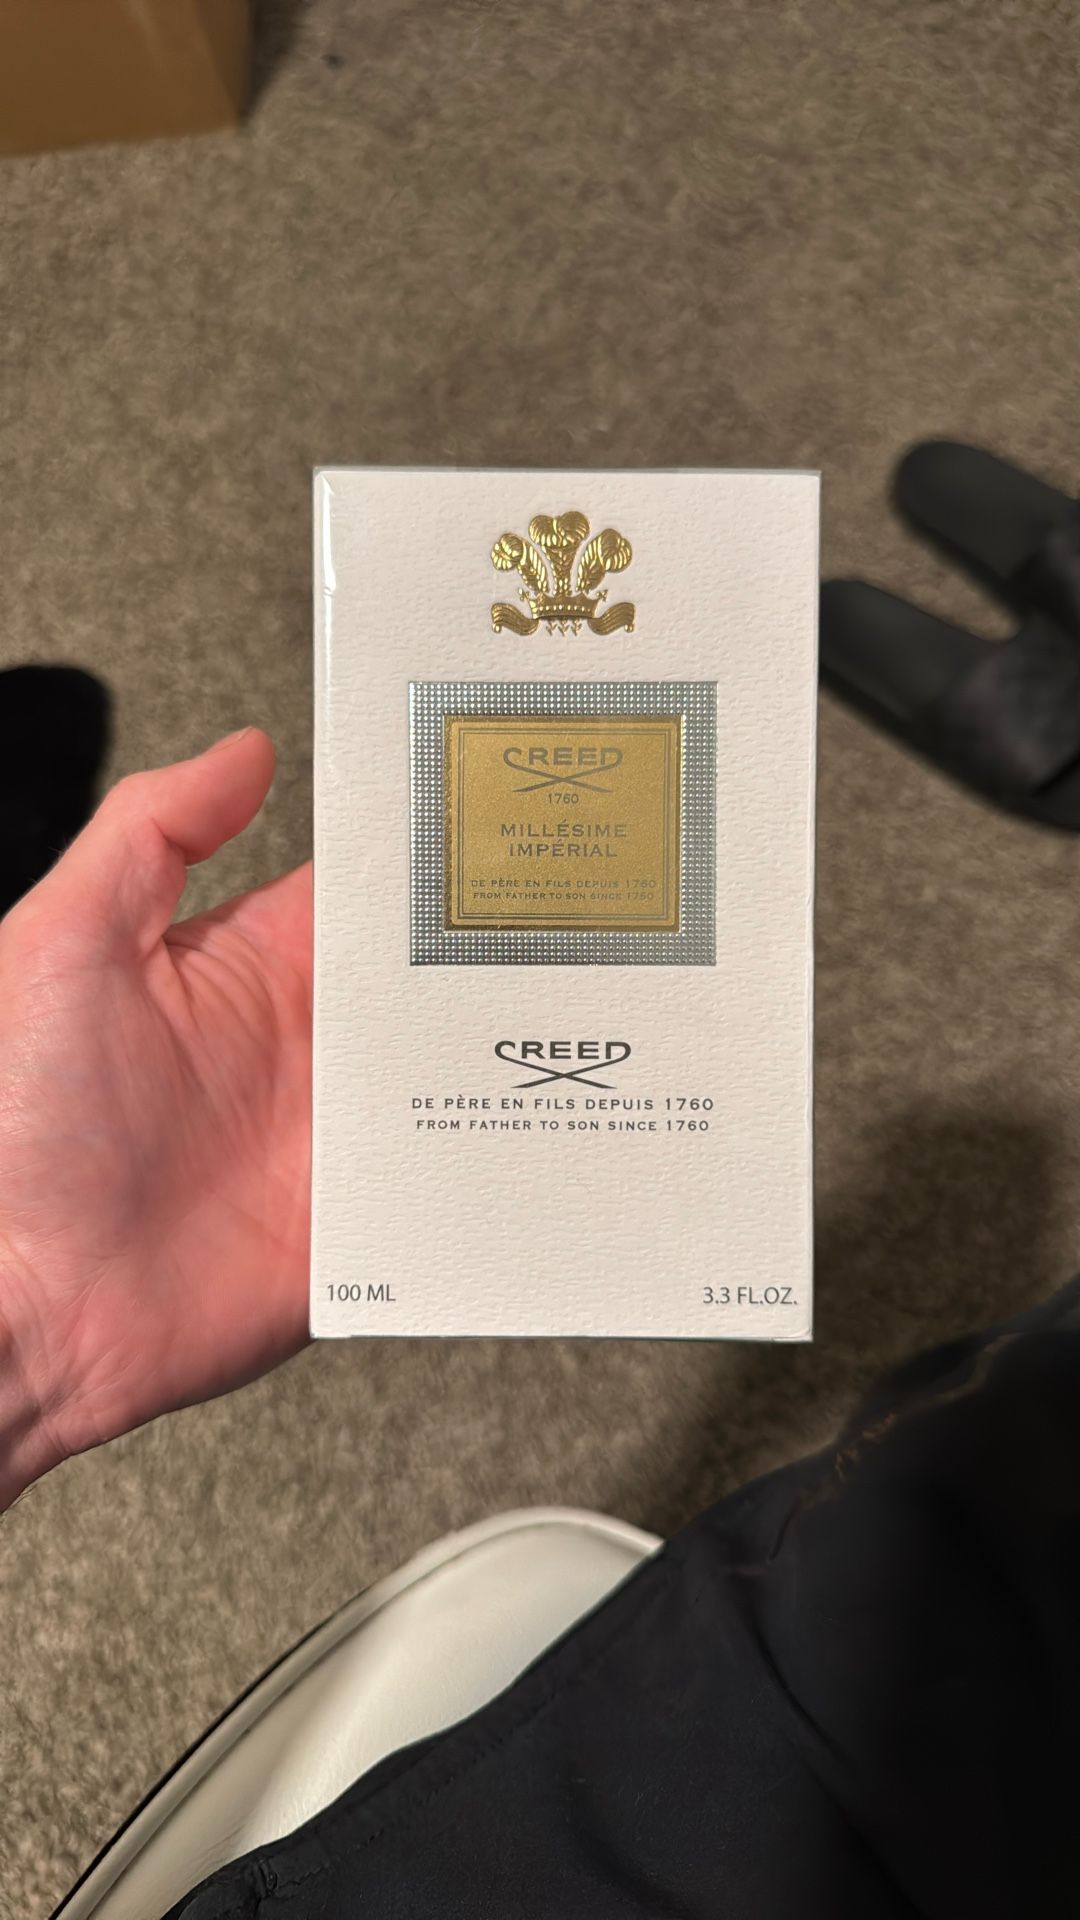 CREED
1760
MILLÉSIME
IMPÉRIAL
DE PÈRE EN FILS DEPUIS 1760
FROM FATHER TO SON SINCE 1760
CREED
DE PÈRE EN FILS DEPUIS 1760
FROM FATHER TO SON SINCE 1760
100 ML
3.3 FL.OZ.